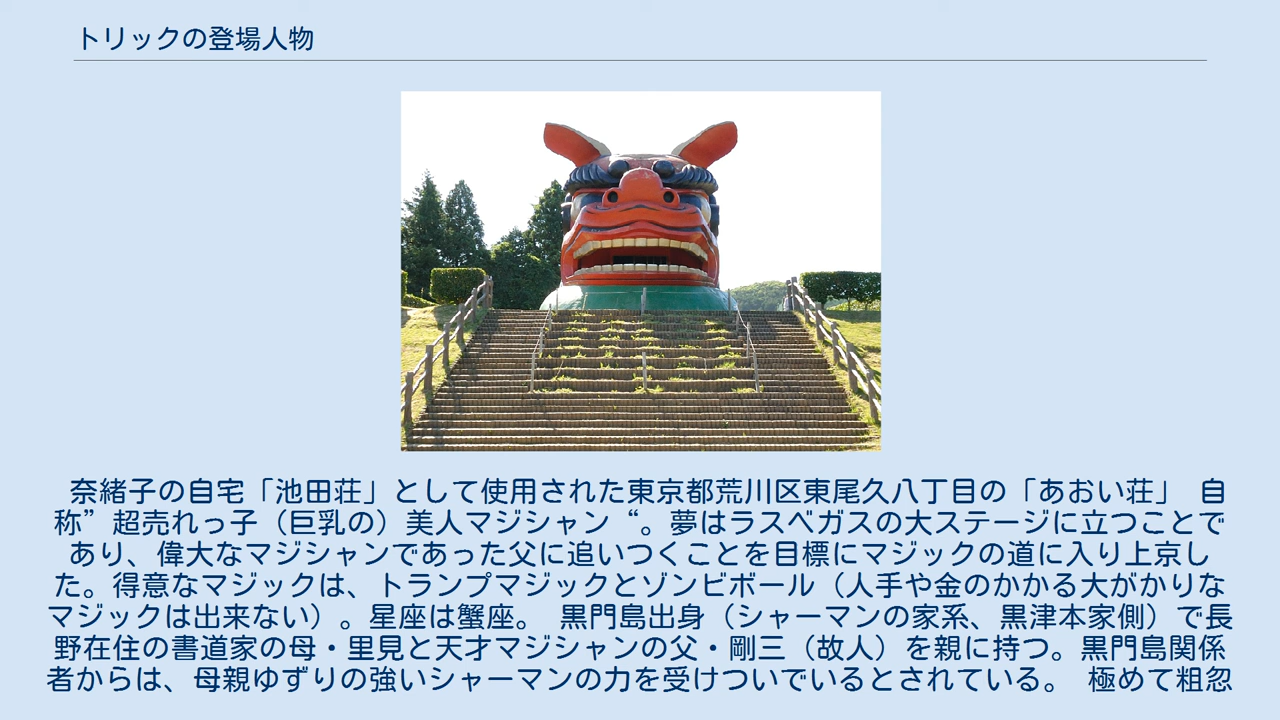 トリックの登場人物
奈緒子の自宅「池田荘」として使用された東京都荒川区東尾久八丁目の「あおい荘」 自
称”超売れっ子（巨乳の）美人マジシャン“。夢はラスベガスの大ステージに立つことで
あり、偉大なマジシャンであった父に追いつくことを目標にマジックの道に入り上京し
た。得意なマジックは、トランプマジックとゾンビボール（人手や金のかかる大がかりな
マジックは出来ない）。星座は蟹座。 黒門島出身（シャーマンの家系、黒津本家側）で長
野在住の書道家の母・里見と天才マジシャンの父・剛三（故人）を親に持つ。黒門島関係
者からは、母親ゆずりの強いシャーマンの力を受けついでいるとされている。 極めて粗忽